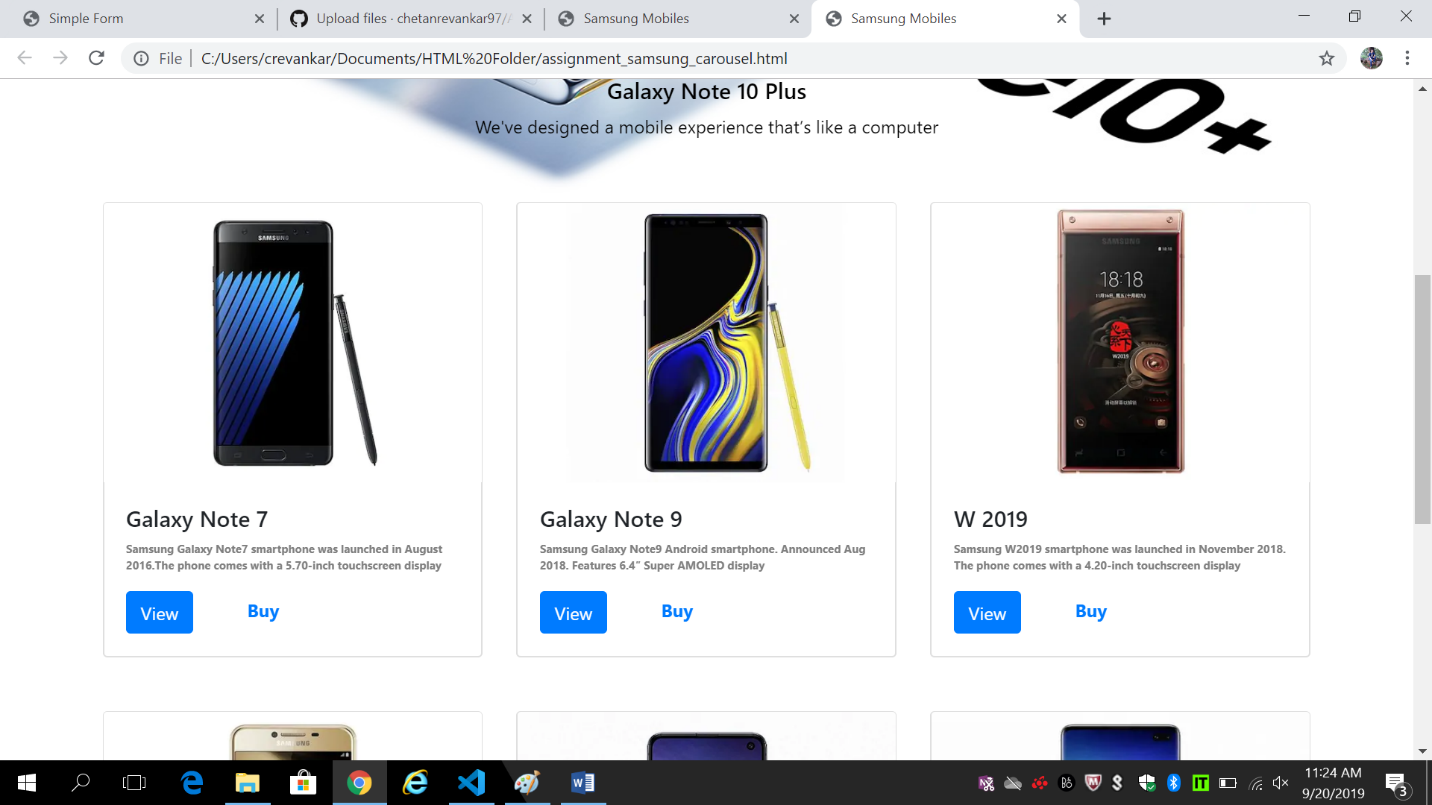 Simple Form
Upload files · chetanrevankar97//A
Samsung Mobiles
Samsung Mobiles
File
C:/Users/crevankar/Documents/HTML%20Folder/assignment_samsung_carousel.html
Galaxy Note 10 Plus
We've designed a mobile experience that's like a computer
e10+
SAMSUNG
SAMSUNG
18:18
W2019
Galaxy Note 7
Samsung Galaxy Note7 smartphone was launched in August
2016.The phone comes with a 5.70-inch touchscreen display
View
Buy
Galaxy Note 9
Samsung Galaxy Note9 Android smartphone. Announced Aug
2018. Features 6.4″ Super AMOLED display
View
Buy
W 2019
Samsung W2019 smartphone was launched in November 2018.
The phone comes with a 4.20-inch touchscreen display
View
Buy
SAMSUNG
11:24 AM
9/20/2019
3